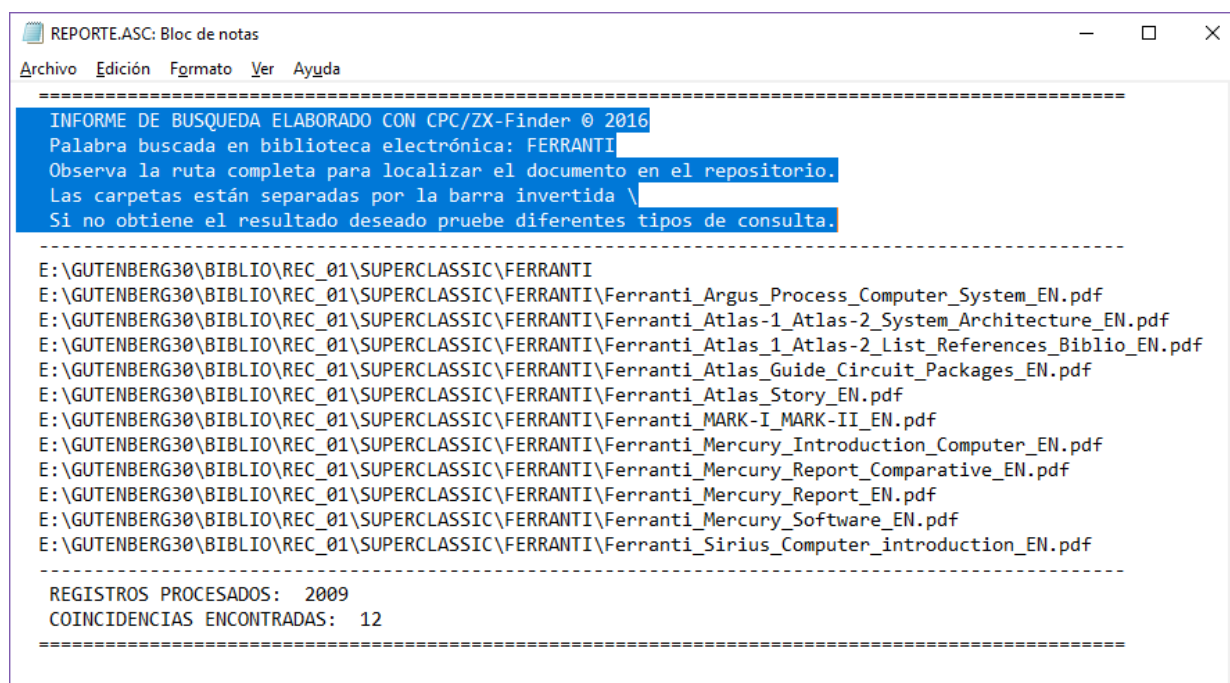 REPORTE.ASC: Bloc de notas
Archivo Edición Formato Ver Ayuda
==================================================================================================
INFORME DE BUSQUEDA ELABORADO CON CPC/ZX-Finder © 2016
Palabra buscada en biblioteca electrónica: FERRANTI
Observa la ruta completa para localizar el documento en el repositorio.
Las carpetas están separadas por la barra invertida \
Si no obtiene el resultado deseado pruebe diferentes tipos de consulta.
--------------------------------------------------------------------------------------------------
E:\GUTENBERG30\BIBLIO\REC_01\SUPERCLASSIC\FERRANTI
E:\GUTENBERG30\BIBLIO\REC_01\SUPERCLASSIC\FERRANTI\Ferranti_Argus_Process_Computer_System_EN.pdf
E:\GUTENBERG30\BIBLIO\REC_01\SUPERCLASSIC\FERRANTI\Ferranti_Atlas-1_Atlas-2_System_Architecture_EN.pdf
E:\GUTENBERG30\BIBLIO\REC_01\SUPERCLASSIC\FERRANTI\Ferranti_Atlas_1_Atlas-2_List_References_Biblio_EN.pdf
E:\GUTENBERG30\BIBLIO\REC_01\SUPERCLASSIC\FERRANTI\Ferranti_Atlas_Guide_Circuit_Packages_EN.pdf
E:\GUTENBERG30\BIBLIO\REC_01\SUPERCLASSIC\FERRANTI\Ferranti_Atlas_Story_EN.pdf
E:\GUTENBERG30\BIBLIO\REC_01\SUPERCLASSIC\FERRANTI\Ferranti_MARK-I_MARK-II_EN.pdf
E:\GUTENBERG30\BIBLIO\REC_01\SUPERCLASSIC\FERRANTI\Ferranti_Mercury_Introduction_Computer_EN.pdf
E:\GUTENBERG30\BIBLIO\REC_01\SUPERCLASSIC\FERRANTI\Ferranti_Mercury_Report_Comparative_EN.pdf
E:\GUTENBERG30\BIBLIO\REC_01\SUPERCLASSIC\FERRANTI\Ferranti_Mercury_Report_EN.pdf
E:\GUTENBERG30\BIBLIO\REC_01\SUPERCLASSIC\FERRANTI\Ferranti_Mercury_Software_EN.pdf
E:\GUTENBERG30\BIBLIO\REC_01\SUPERCLASSIC\FERRANTI\Ferranti_Sirius_Computer_introduction_EN.pdf
--------------------------------------------------------------------------------------------------
REGISTROS PROCESADOS: 2009
COINCIDENCIAS ENCONTRADAS: 12
==================================================================================================